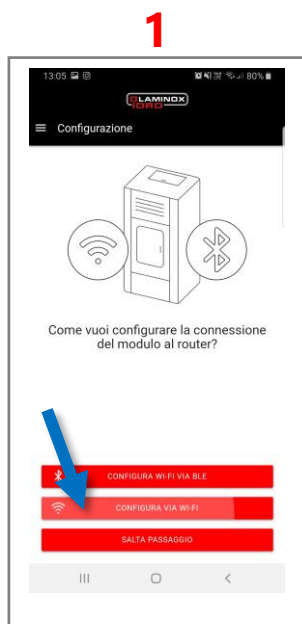 1
13:05 80%
LAMINOX
IDRO
Configurazione
Come vuoi configurare la connessione
del modulo al router?
CONFIGURA WI-FI VIA BLE
CONFIGURA VIA WI-FI
SALTA PASSAGGIO